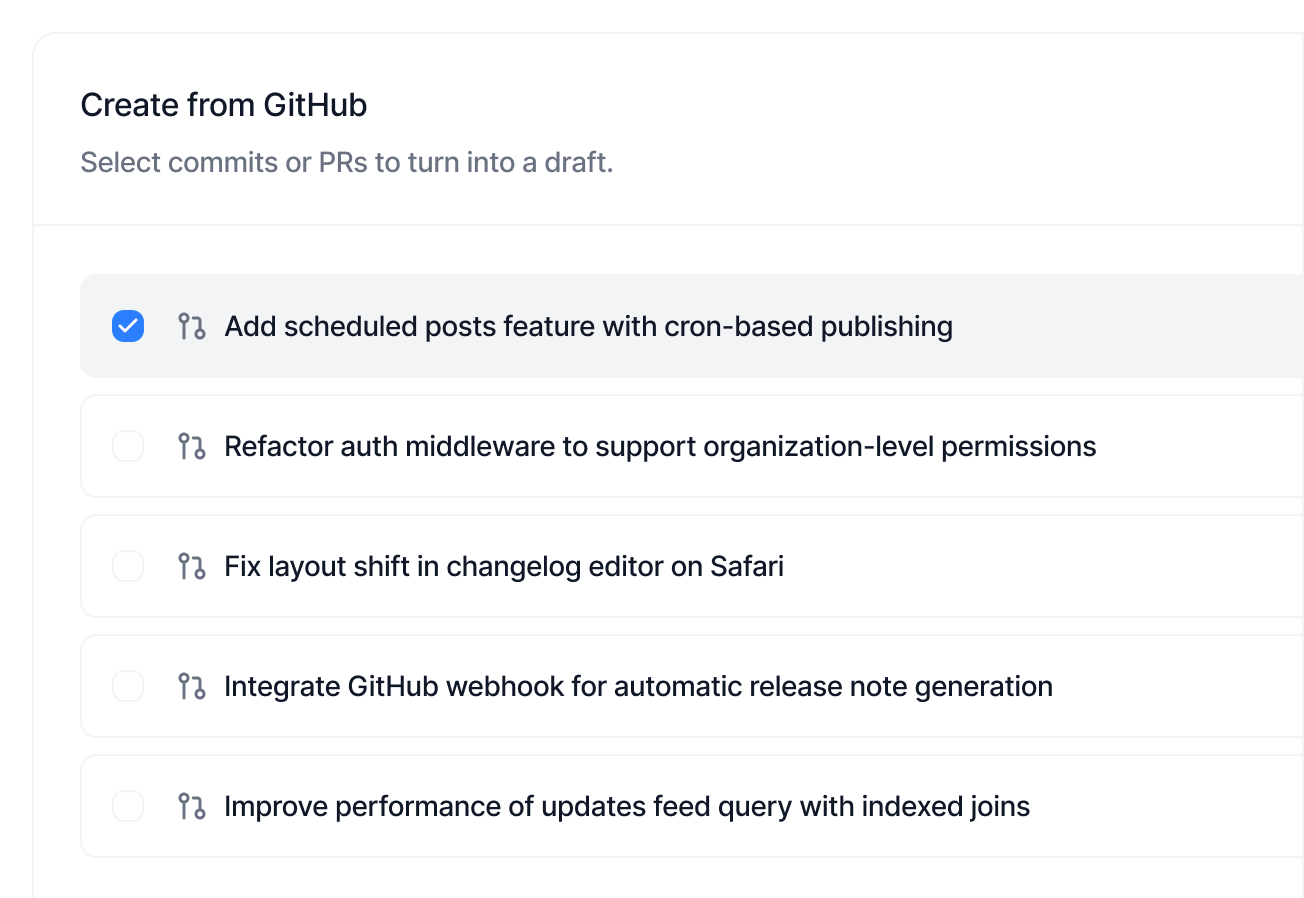 Create from GitHub
Select commits or PRs to turn into a draft.
Add scheduled posts feature with cron-based publishing
Refactor auth middleware to support organization-level permissions
Fix layout shift in changelog editor on Safari
Integrate GitHub webhook for automatic release note generation
Improve performance of updates feed query with indexed joins